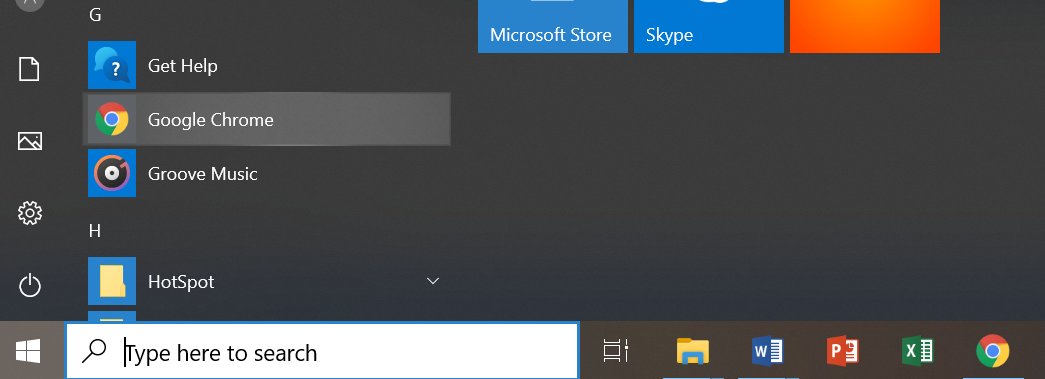 G
Microsoft Store
Skype
Get Help
Google Chrome
Groove Music
H
HotSpot
Type here to search